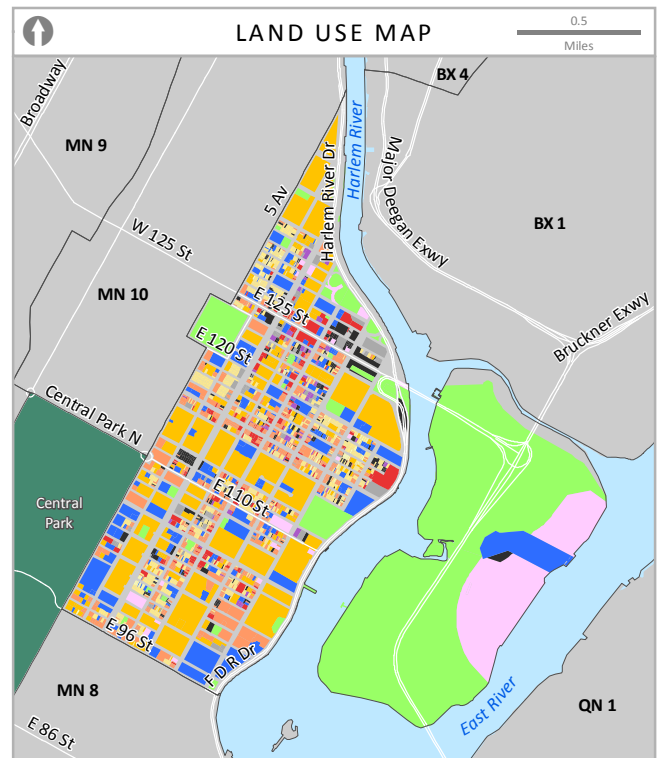 LAND USE MAP
0.5
Miles
BX 4
Broadway
Harlem River
MN 9
Major Deegan Exwy
Harlem River Dr
5 Av
BX 1
W 125 St
MN 10
E 125 St
Bruckner Exwy
E 120 St
Central Park N
E 110 St
Central
Park
E 96 St
F D R Dr
MN 8
East River
QN 1
E 86 St